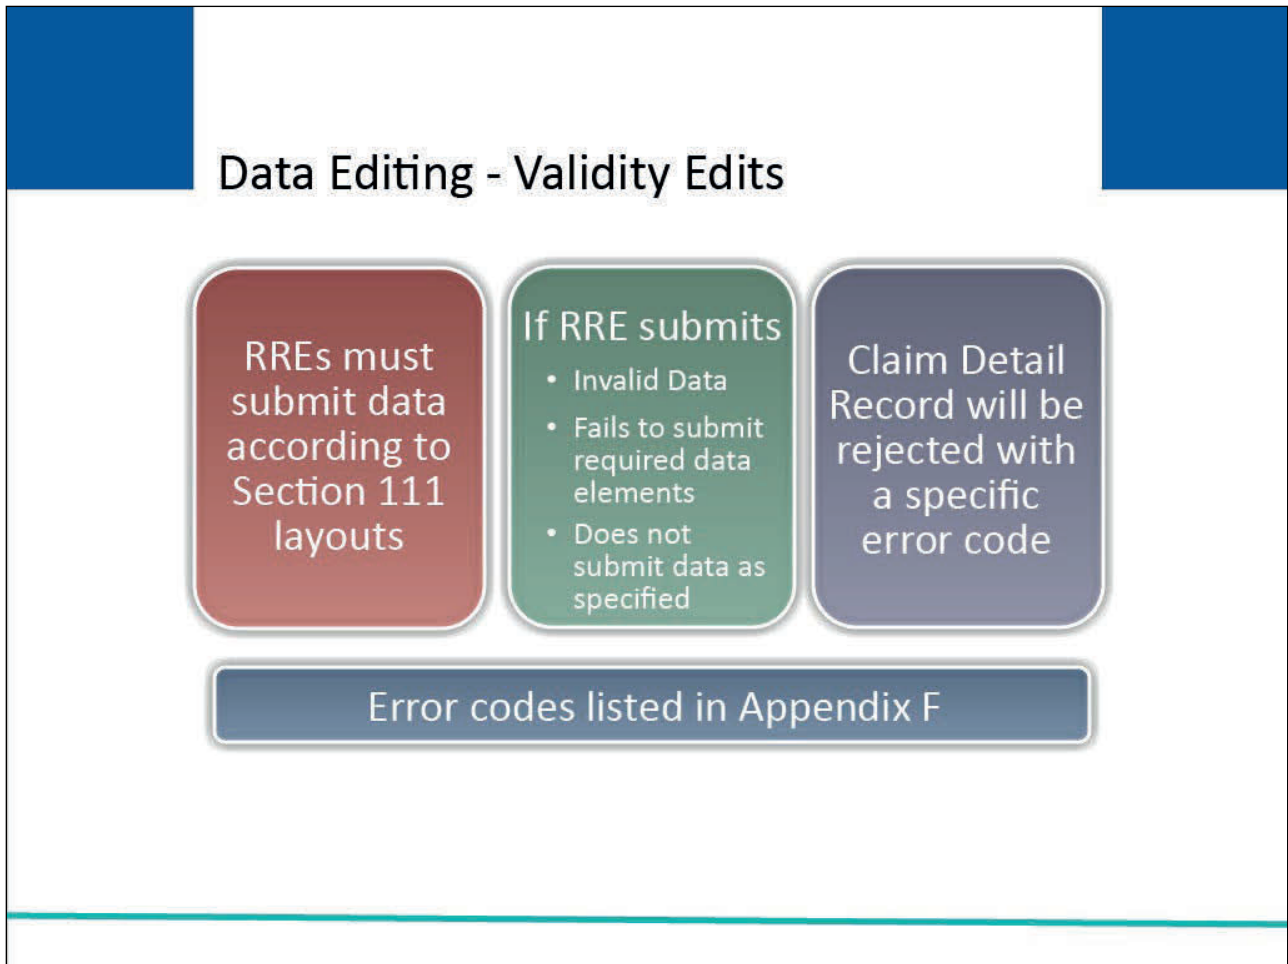 Data Editing - Validity Edits
RREs must
submit data
according to
Section 111
layouts
If RRE submits
• Invalid Data
• Fails to submit
required data
elements
• Does not
submit data as
specified
Claim Detail
Record will be
rejected with
a specific
error code
Error codes listed in Appendix F